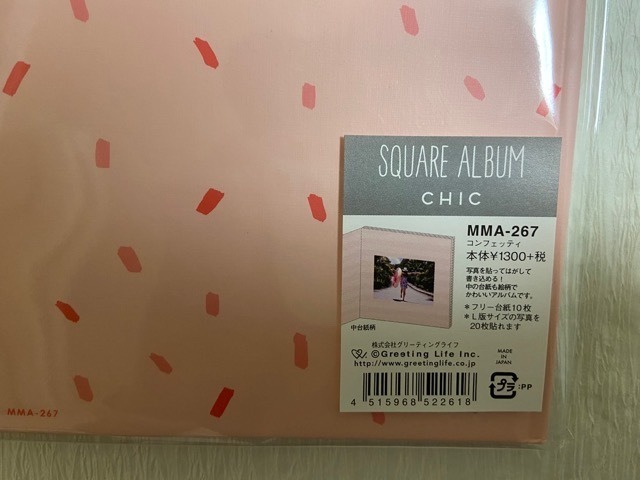 SQUARE ALBUM
CHIC
MMA-267
コンフェッティ
本体¥1300+税
写真を貼ってはがして
書き込める!
中の台紙も絵柄で
かわいいアルバムです。
*フリー台紙10枚
*L版サイズの写真を
20枚貼れます
中台紙柄
株式会社グリーティングライフ
©Greeting Life Inc.
http://www.greetinglife.co.jp
MADE
IN
JAPAN
4 515968 522618
プラ :PP
MMA-267